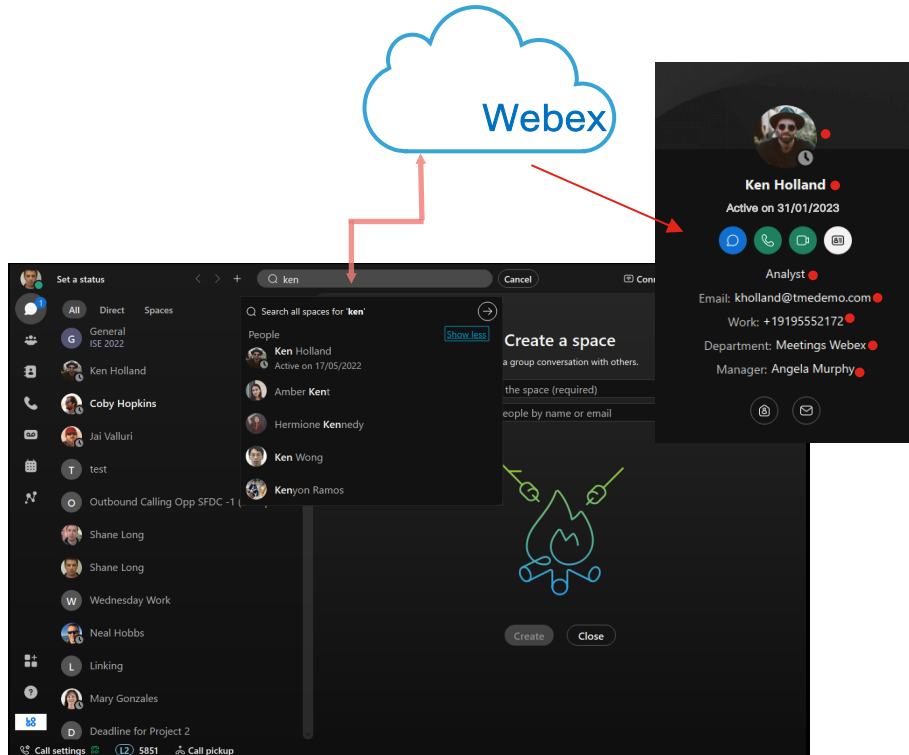 Webex
Ken Holland
Active on 31/01/2023
Analyst
Email: kholland@tmedemo.com
Work: +19195552172
Department: Meetings Webex
Manager: Angela Murphy
Set a status
ken
Cancel
1
All
Direct
Spaces
G
General
ISE 2022
Ken Holland
Coby Hopkins
Jai Valluri
T
test
O
Outbound Calling Opp SFDC -1 (
Shane Long
Shane Long
W
Wednesday Work
Neal Hobbs
L
Linking
Mary Gonzales
D
Deadline for Project 2
Search all spaces for 'ken'
People
Show less
Ken Holland
Active on 17/05/2022
Amber Kent
Hermione Kennedy
Ken Wong
Kenyon Ramos
Create a space
a group conversation with others.
the space (required)
people by name or email
Create
Close
Call settings
L2
5851
Call pickup